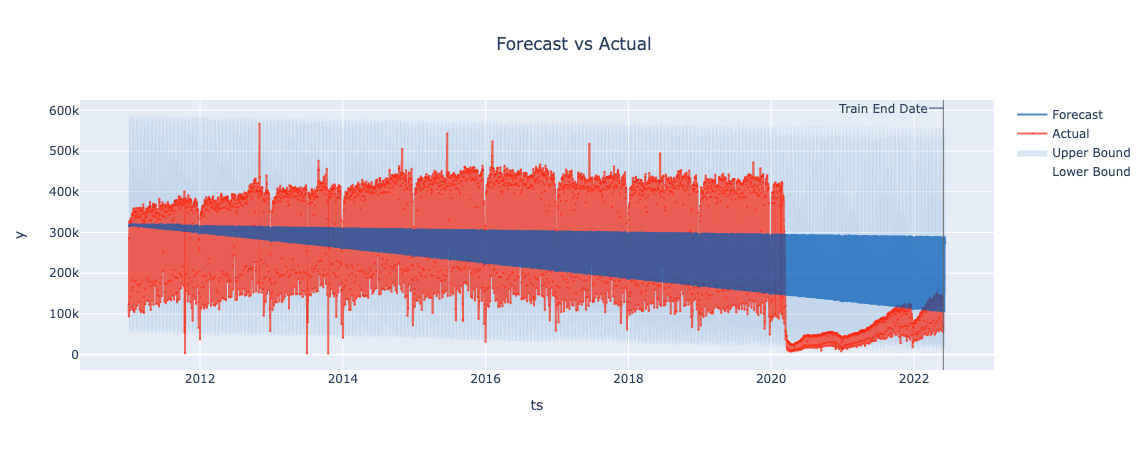 Forecast vs Actual
600k
500k
400k
300k
200k
100k
0
y
2012
2014
2016
2018
2020
2022
ts
Train End Date
Forecast
Actual
Upper Bound
Lower Bound